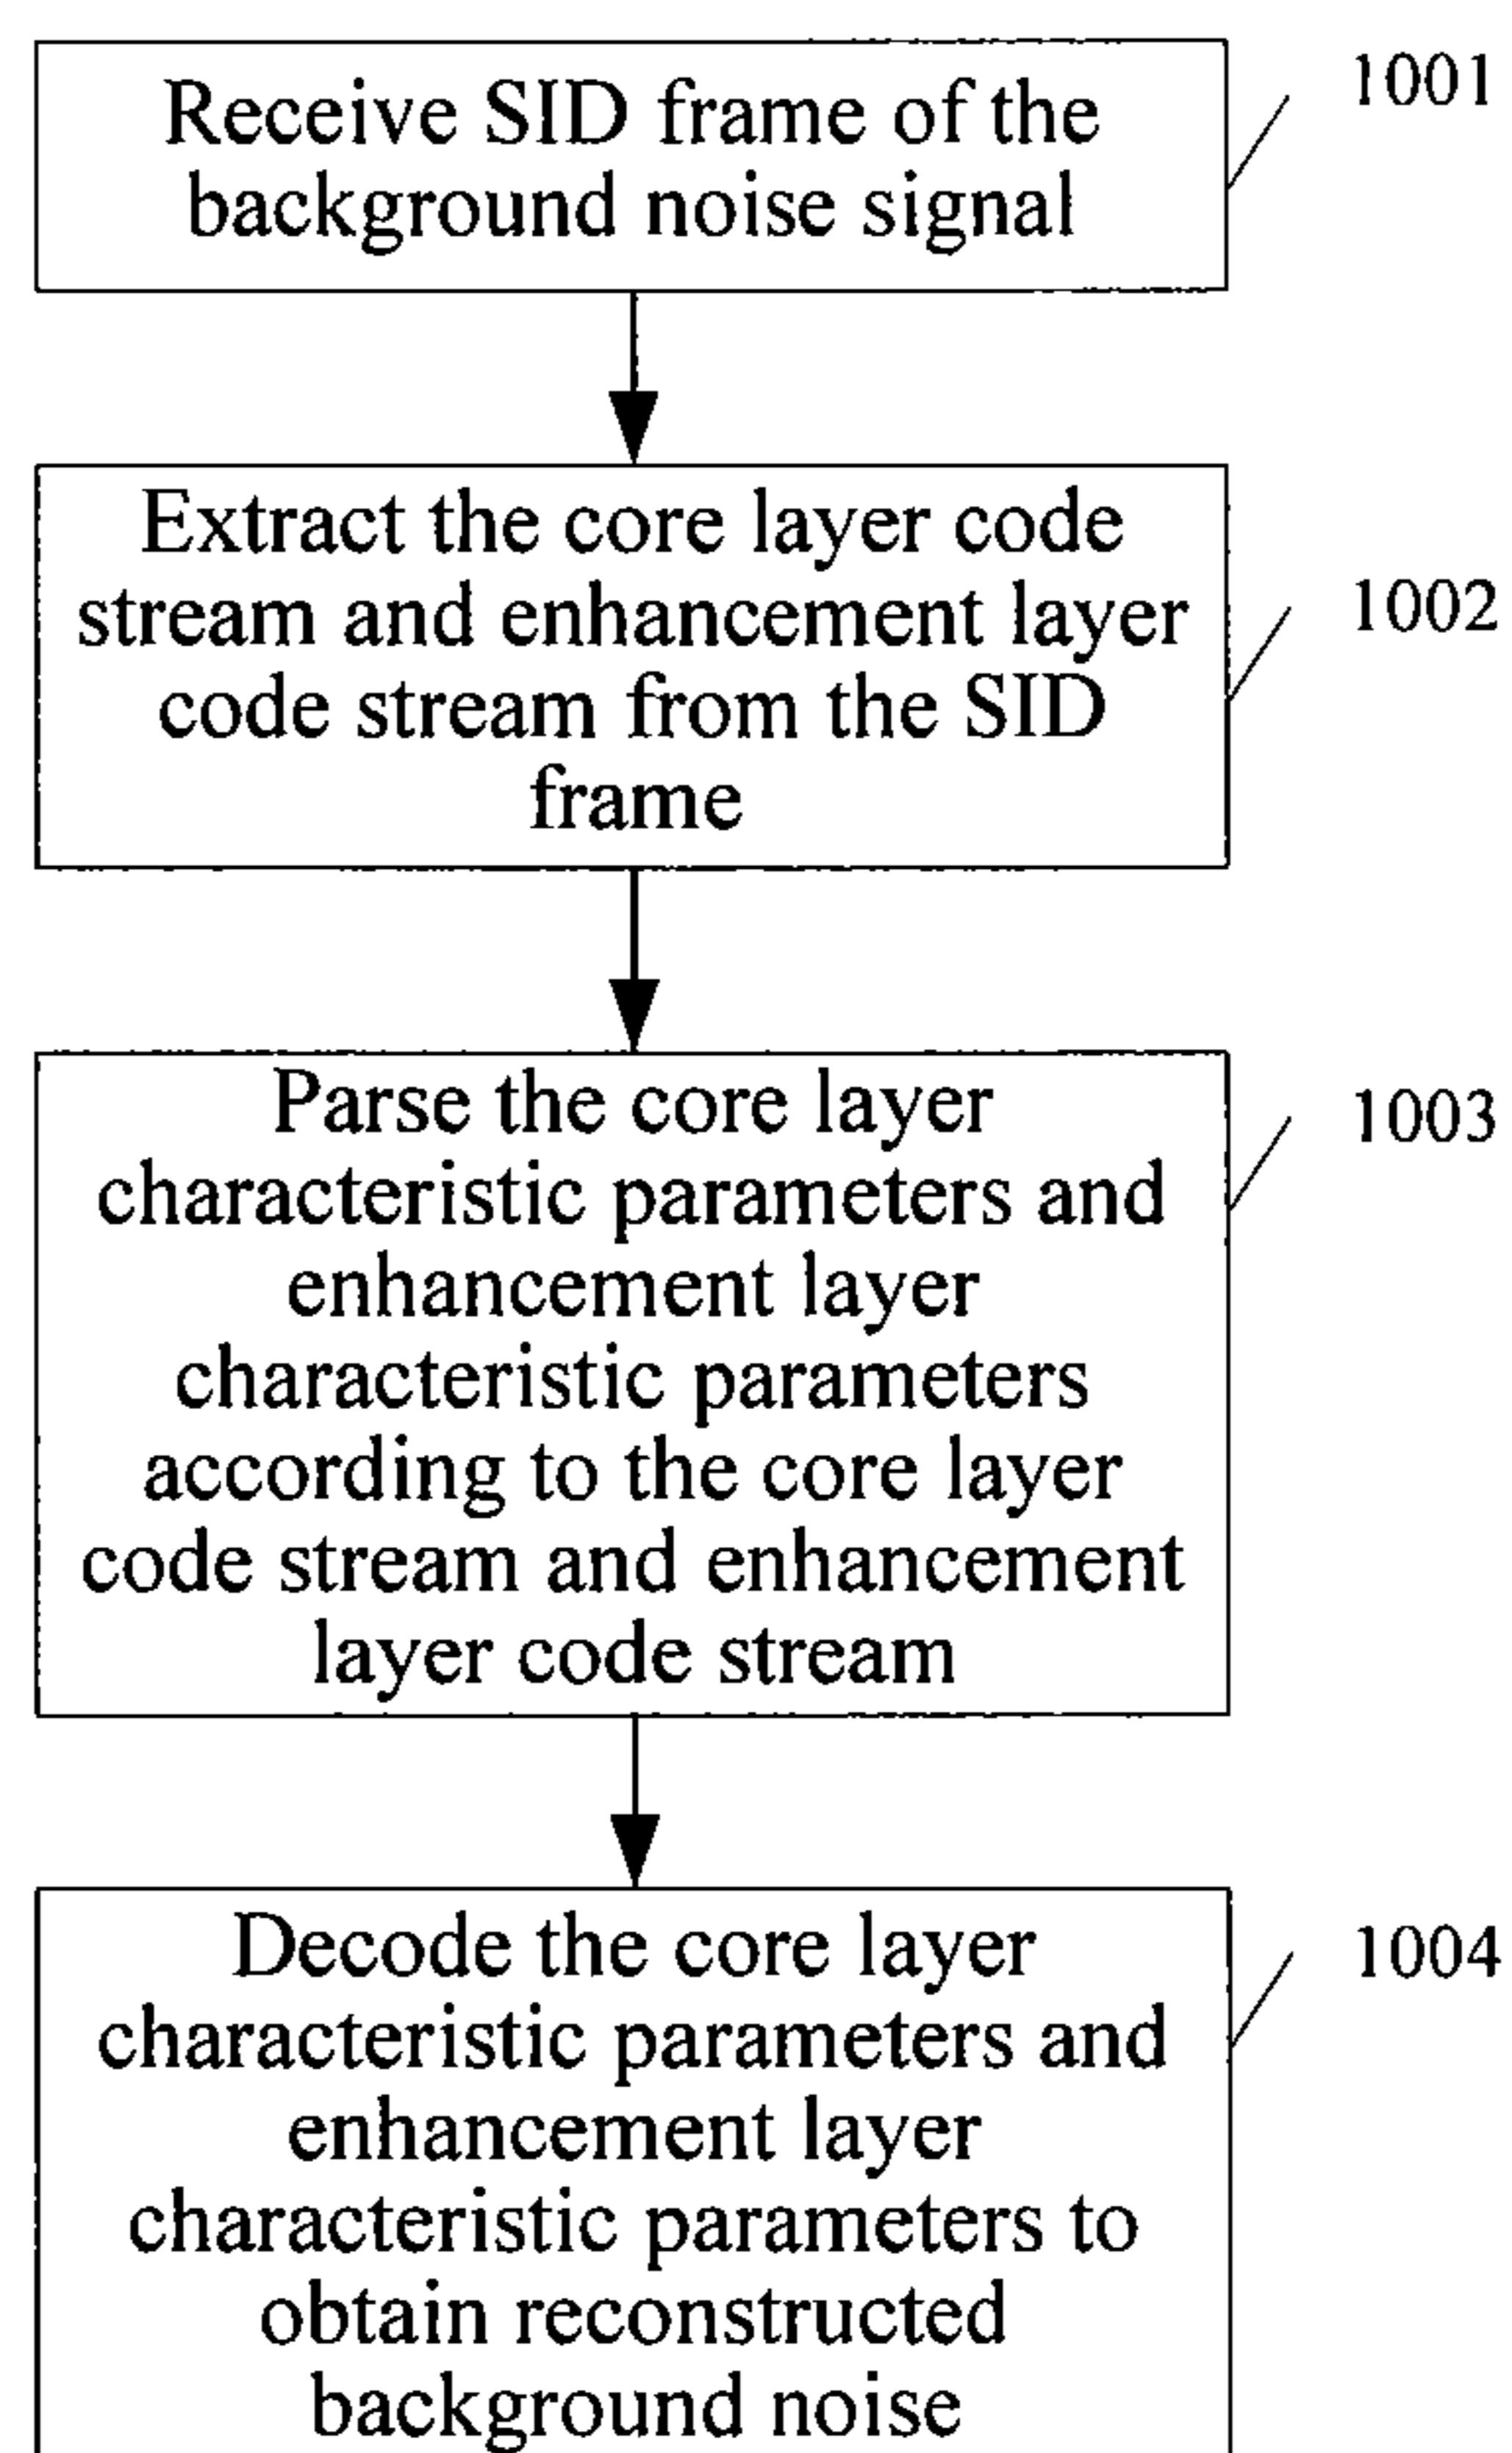 Receive SID frame of the
background noise signal
1001
Extract the core layer code
stream and enhancement layer
code stream from the SID
frame
1002
Parse the core layer
characteristic parameters and
enhancement layer
characteristic parameters
according to the core layer
code stream and enhancement
layer code stream
1003
Decode the core layer
characteristic parameters and
enhancement layer
characteristic parameters to
obtain reconstructed
background noise
1004